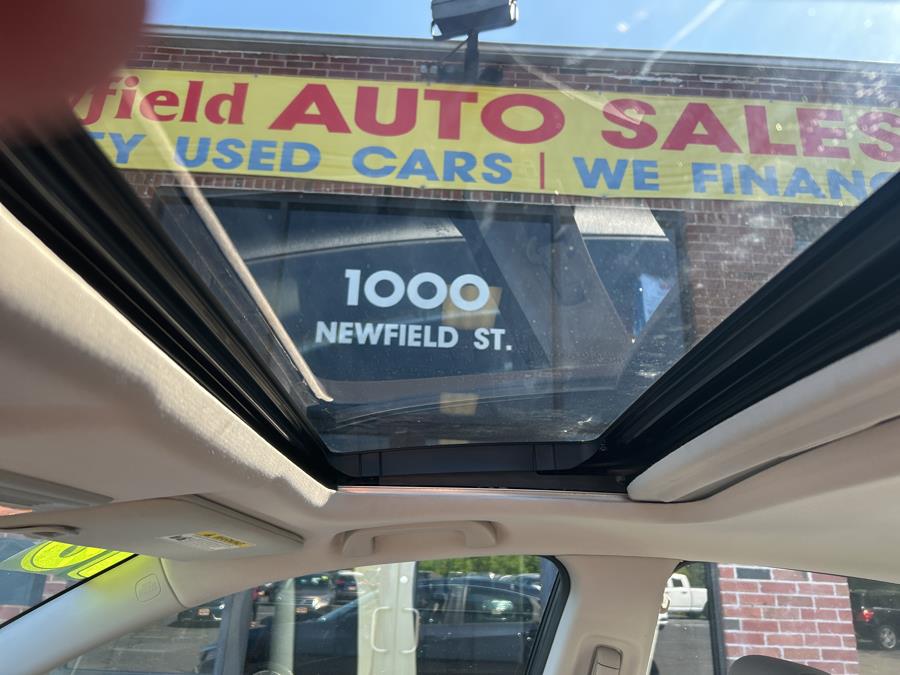 field AUTO SALES
TY USED CARS | WE FINANC
1000
NEWFIELD ST.